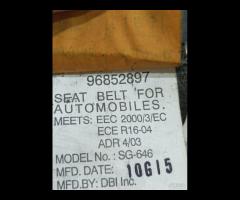 96852897
SEAT BELT FOR
AUTOMOBILES.
MEETS: EEC 2000/3/EC
ECE R16-04
ADR 4/03
MODEL No.: SG-646
MFD. DATE: 10G15
MFD.BY: DBI Inc.